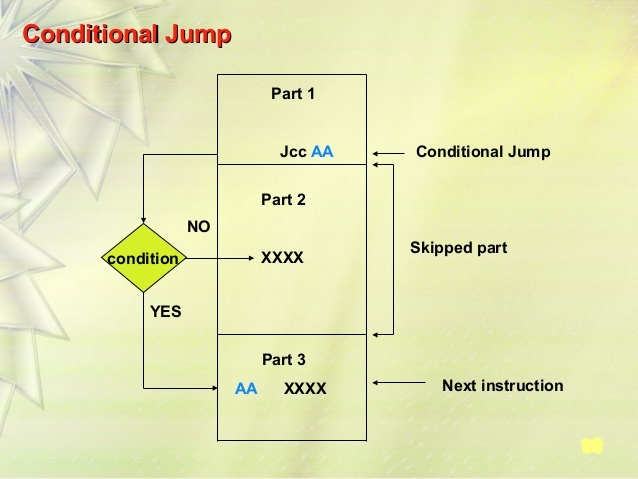 Conditional Jump
Part 1
Jcc AA
Conditional Jump
Part 2
NO
Skipped part
condition
XXXX
YES
Part 3
AA XXXX
Next instruction